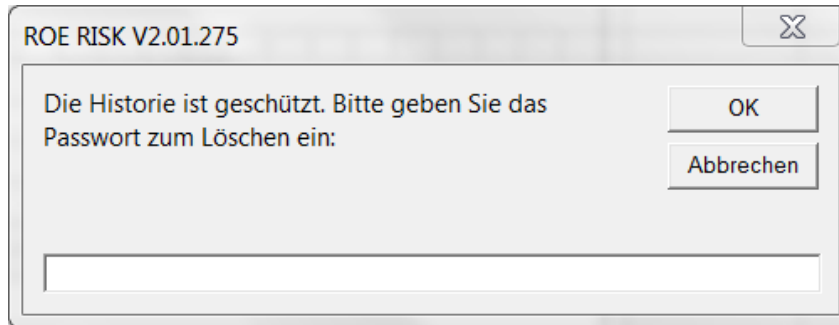 ROE RISK V2.01.275
Die Historie ist geschützt. Bitte geben Sie das
Passwort zum Löschen ein:
OK
Abbrechen